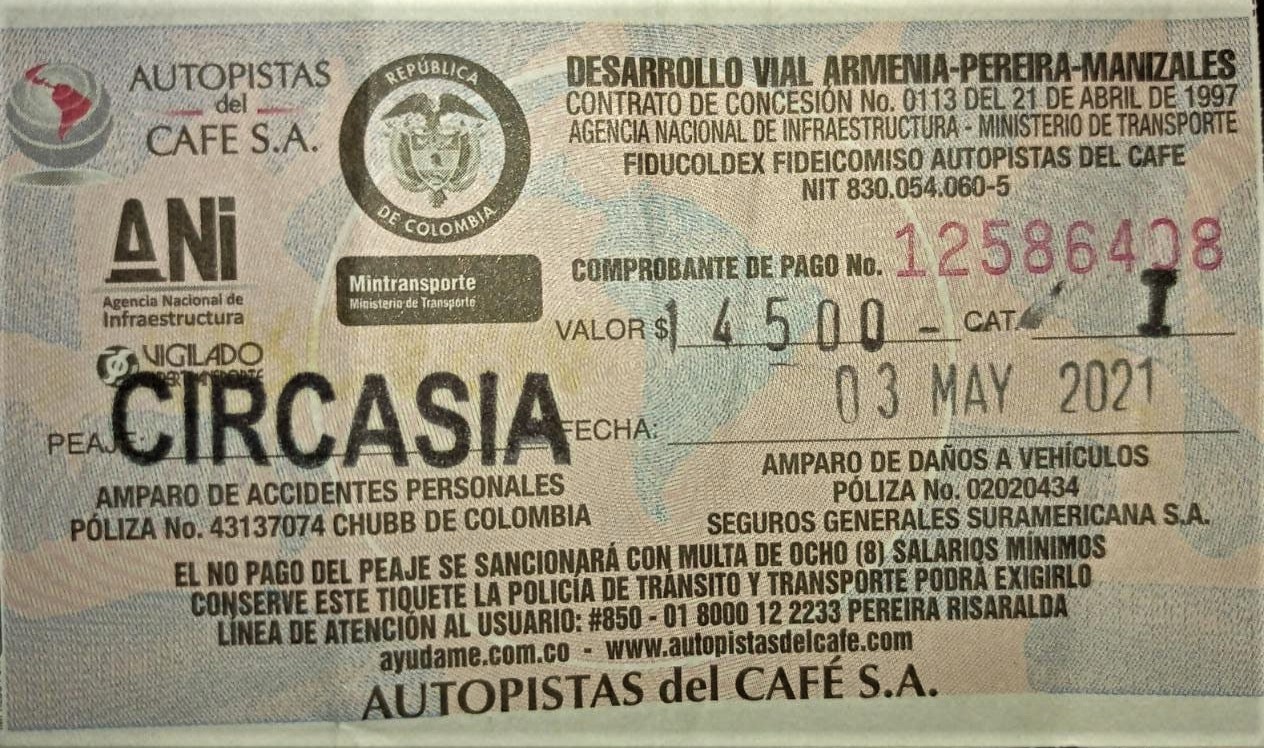 AUTOPISTAS
del
CAFE S.A.
REPÚBLICA
DE COLOMBIA
DESARROLLO VIAL ARMENIA-PEREIRA-MANIZALES
CONTRATO DE CONCESIÓN No. 0113 DEL 21 DE ABRIL DE 1997
AGENCIA NACIONAL DE INFRAESTRUCTURA - MINISTERIO DE TRANSPORTE
FIDUCOLDEX FIDEICOMISO AUTOPISTAS DEL CAFE
NIT 830.054.060-5
ANi
Agencia Nacional de
Infraestructura
Mintransporte
Ministerio de Transporte
COMPROBANTE DE PAGO No. 12586408
VALOR $ 14500 - CAT. I
VIGILADO
PEAJE: CIRCASIA
FECHA: 03 MAY 2021
AMPARO DE ACCIDENTES PERSONALES
PÓLIZA No. 43137074 CHUBB DE COLOMBIA
AMPARO DE DAÑOS A VEHÍCULOS
PÓLIZA No. 02020434
SEGUROS GENERALES SURAMERICANA S.A.
EL NO PAGO DEL PEAJE SE SANCIONARÁ CON MULTA DE OCHO (8) SALARIOS MÍNIMOS
CONSERVE ESTE TIQUETE LA POLICÍA DE TRÁNSITO Y TRANSPORTE PODRÁ EXIGIRLO
LÍNEA DE ATENCIÓN AL USUARIO: #850 - 01 8000 12 2233 PEREIRA RISARALDA
ayudame.com.co - www.autopistasdelcafe.com
AUTOPISTAS del CAFÉ S.A.